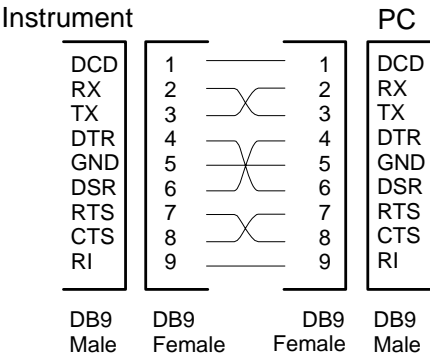 Instrument PC
DCD 1 1 DCD
RX 2 2 RX
TX 3 3 TX
DTR 4 4 DTR
GND 5 5 GND
DSR 6 6 DSR
RTS 7 7 RTS
CTS 8 8 CTS
RI 9 9 RI
DB9 DB9 DB9 DB9
Male Female Female Male